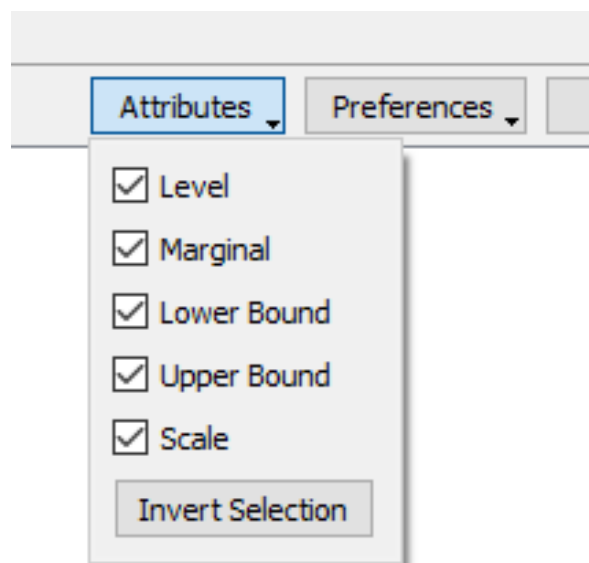 Attributes Preferences
Level
Marginal
Lower Bound
Upper Bound
Scale
Invert Selection